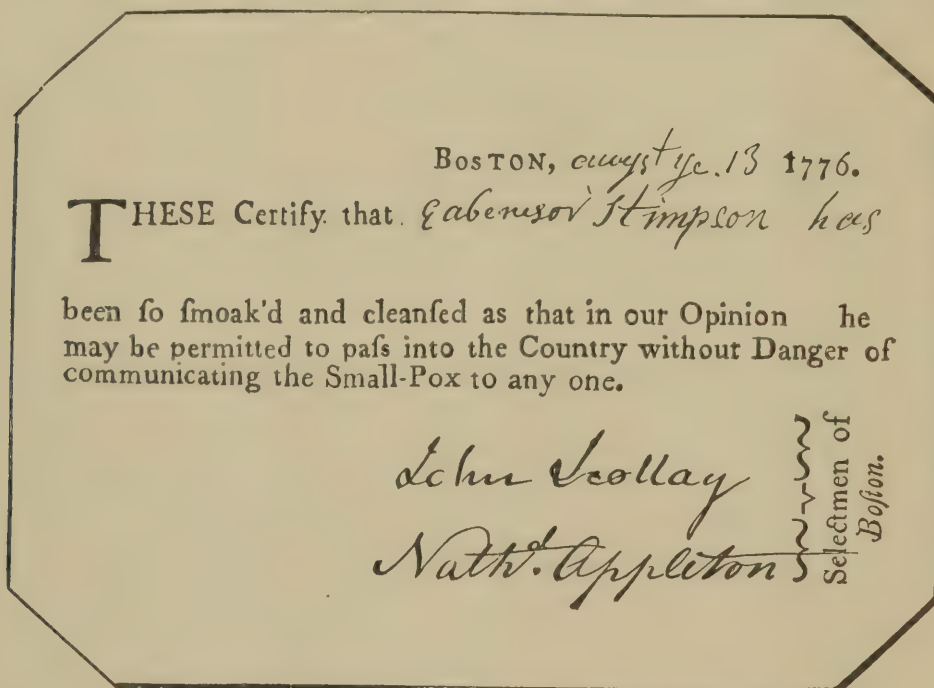 BOSTON, augst ye. 13 1776.
THESE Certify that Eabenesor Stimpson has
been ſo ſmoak'd and cleanſed as that in our Opinion he
may be permitted to paſs into the Country without Danger of
communicating the Small-Pox to any one.
John Scollay
Nathd. Appleton
Selectmen of
Boſton.